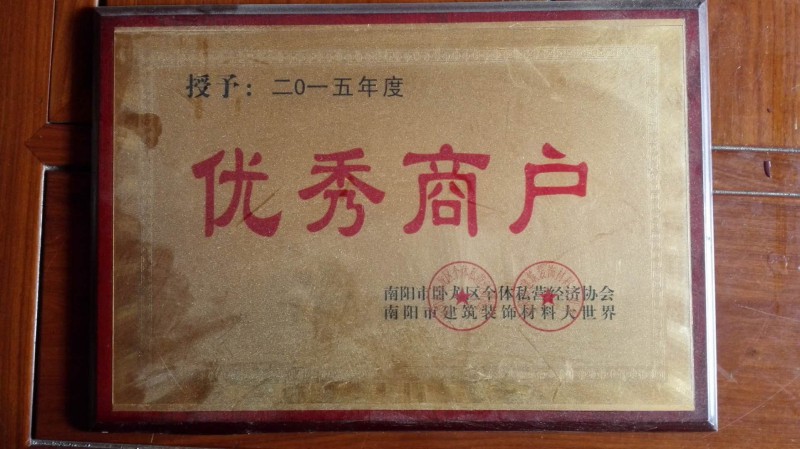 授予：二O一五年度
优秀商户
南阳市卧龙区个体私营经济协会
南阳市建筑装饰材料大世界